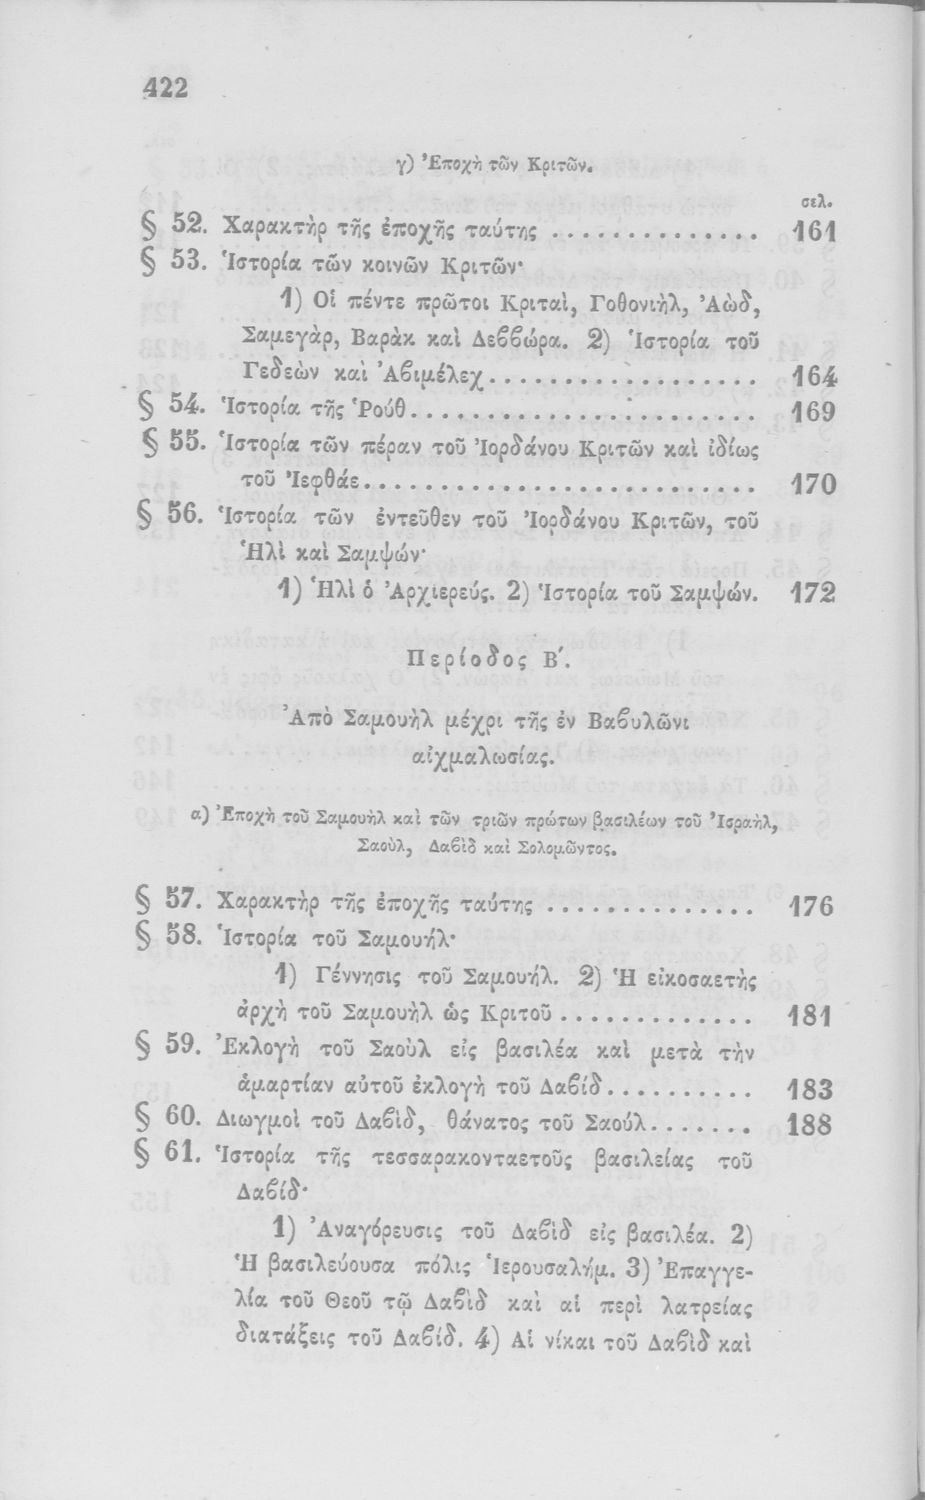 422
γ) Ἐποχὴ τῶν Κριτῶν.
σελ.
§ 52. Χαρακτὴρ τῆς ἐποχῆς ταύτης .............. 161
§ 53. Ἱστορία τῶν κοινῶν Κριτῶν·
1) Οἱ πέντε πρῶτοι Κριταὶ, Γοθονιὴλ, Ἀὼδ,
Σαμεγὰρ, Βαρὰκ καὶ Δεϐϐώρα. 2) Ἱστορία τοῦ
Γεδεὼν καὶ Ἀϐιμέλεχ.................. 164
§ 54. Ἱστορία τῆς Ῥούθ....................... 169
§ 55. Ἱστορία τῶν πέραν τοῦ Ἰορδάνου Κριτῶν καὶ ἰδίως
τοῦ Ἰεφθάε.......................... 170
§ 56. Ἱστορία τῶν ἐντεῦθεν τοῦ Ἰορδάνου Κριτῶν, τοῦ
Ἡλὶ καὶ Σαμψών·
1) Ἡλὶ ὁ Ἀρχιερεύς. 2) Ἱστορία τοῦ Σαμψών. 172
Περίοδος Β΄.
Ἀπὸ Σαμουὴλ μέχρι τῆς ἐν Βαϐυλῶνι
αἰχμαλωσίας.
α) Ἐποχὴ τοῦ Σαμουὴλ καὶ τῶν τριῶν πρώτων βασιλέων τοῦ Ἰσραὴλ,
Σαοὺλ, Δαϐὶδ καὶ Σολομῶντος.
§ 57. Χαρακτὴρ τῆς ἐποχῆς ταύτης .............. 176
§ 58. Ἱστορία τοῦ Σαμουήλ·
1) Γέννησις τοῦ Σαμουήλ. 2) Ἡ εἰκοσαετὴς
ἀρχὴ τοῦ Σαμουὴλ ὡς Κριτοῦ ............. 181
§ 59. Ἐκλογὴ τοῦ Σαοὺλ εἰς βασιλέα καὶ μετὰ τὴν
ἁμαρτίαν αὐτοῦ ἐκλογὴ τοῦ Δαϐίδ.......... 183
§ 60. Διωγμοὶ τοῦ Δαϐὶδ, θάνατος τοῦ Σαούλ....... 188
§ 61. Ἱστορία τῆς τεσσαρακονταετοῦς βασιλείας τοῦ
Δαϐίδ·
1) Ἀναγόρευσις τοῦ Δαϐὶδ εἰς βασιλέα. 2)
Ἡ βασιλεύουσα πόλις Ἱερουσαλήμ. 3) Ἐπαγγε-
λία τοῦ Θεοῦ τῷ Δαϐὶδ καὶ αἱ περὶ λατρείας
διατάξεις τοῦ Δαϐίδ. 4) Αἱ νίκαι τοῦ Δαϐὶδ καὶ